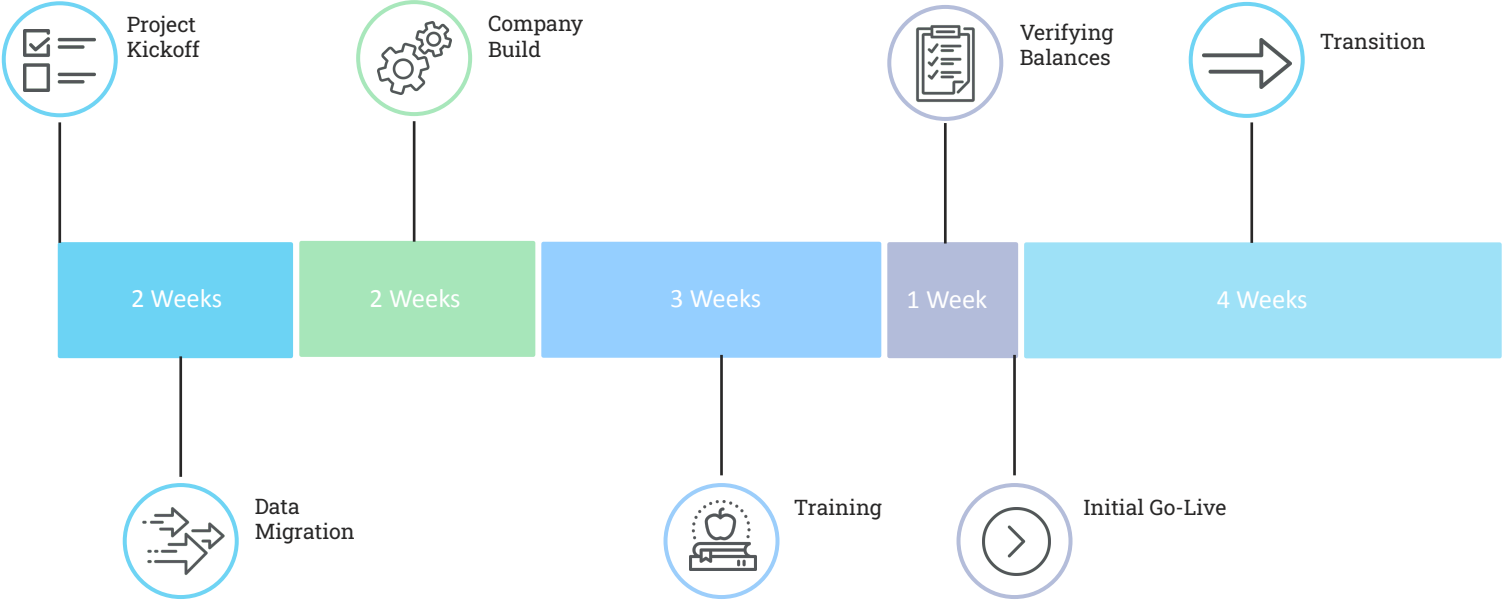 Project
Kickoff
Company
Build
Verifying
Balances
Transition
2 Weeks
2 Weeks
3 Weeks
1 Week
4 Weeks
Data
Migration
Training
Initial Go-Live